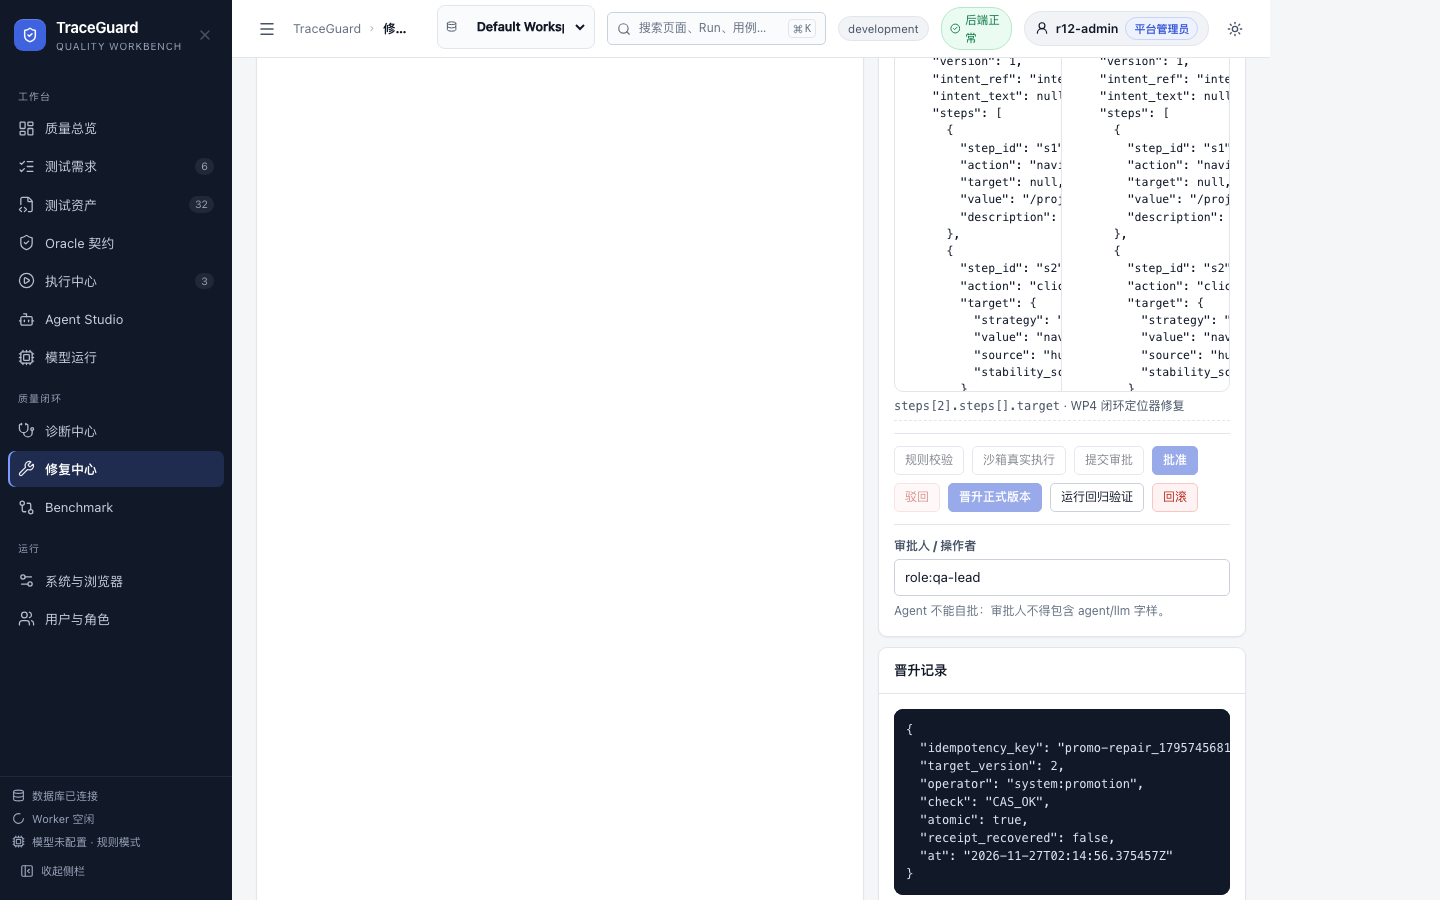 TraceGuard
QUALITY WORKBENCH
工作台
质量总览
测试需求 6
测试资产 32
Oracle 契约
执行中心 3
Agent Studio
模型运行
质量闭环
诊断中心
修复中心
Benchmark
运行
系统与浏览器
用户与角色
数据库已连接
Worker 空闲
模型未配置 · 规则模式
收起侧栏
TraceGuard › 修...
Default Worksp
搜索页面、Run、用例... ⌘K
development
后端正
常
r12-admin 平台管理员
"version": 1,
"intent_ref": "inte
"intent_text": null
"steps": [
{
"step_id": "s1"
"action": "navi
"target": null,
"value": "/proj
"description":
},
{
"step_id": "s2"
"action": "clic
"target": {
"strategy": "
"value": "nav
"source": "hu
"stability_sc
}
"version": 1,
"intent_ref": "inte
"intent_text": null
"steps": [
{
"step_id": "s1"
"action": "navi
"target": null,
"value": "/proj
"description":
},
{
"step_id": "s2"
"action": "clic
"target": {
"strategy": "
"value": "nav
"source": "hu
"stability_sc
}
steps[2].steps[].target · WP4 闭环定位器修复
规则校验 沙箱真实执行 提交审批 批准
驳回 晋升正式版本 运行回归验证 回滚
审批人 / 操作者
role:qa-lead
Agent 不能自批：审批人不得包含 agent/llm 字样。
晋升记录
{
"idempotency_key": "promo-repair_1795745681
"target_version": 2,
"operator": "system:promotion",
"check": "CAS_OK",
"atomic": true,
"receipt_recovered": false,
"at": "2026-11-27T02:14:56.375457Z"
}